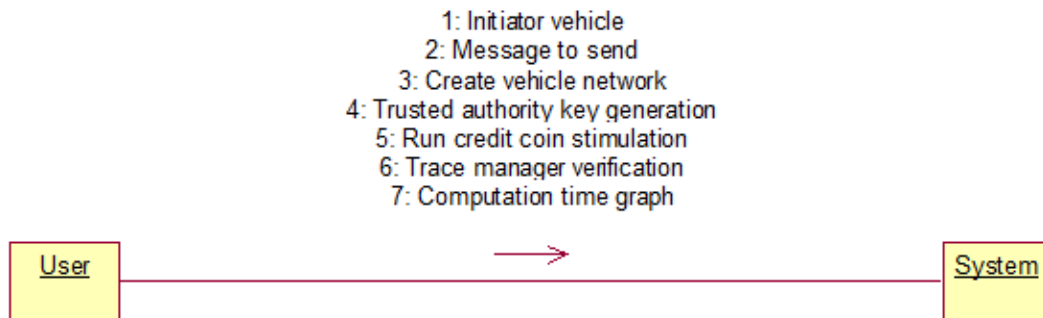 1: Initiator vehicle
2: Message to send
3: Create vehicle network
4: Trusted authority key generation
5: Run credit coin stimulation
6: Trace manager verification
7: Computation time graph
User
System